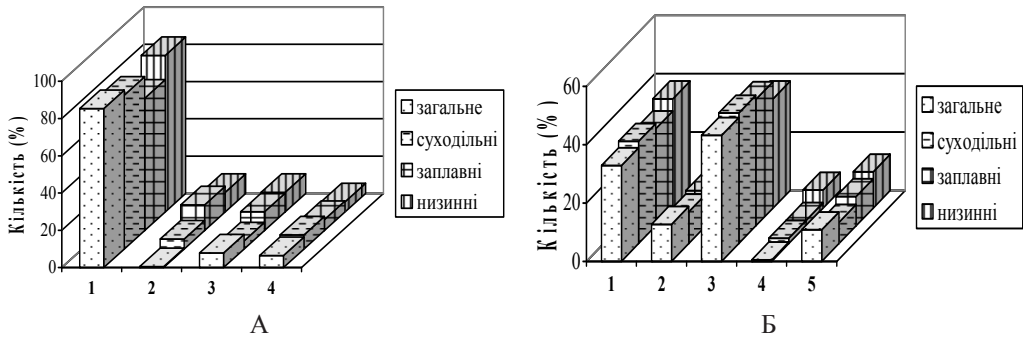 Кількість (%)
100
80
60
40
20
0
1 2 3 4
загальне
суходільні
заплавні
низинні
А
Кількість (%)
60
40
20
0
1 2 3 4 5
загальне
суходільні
заплавні
низинні
Б